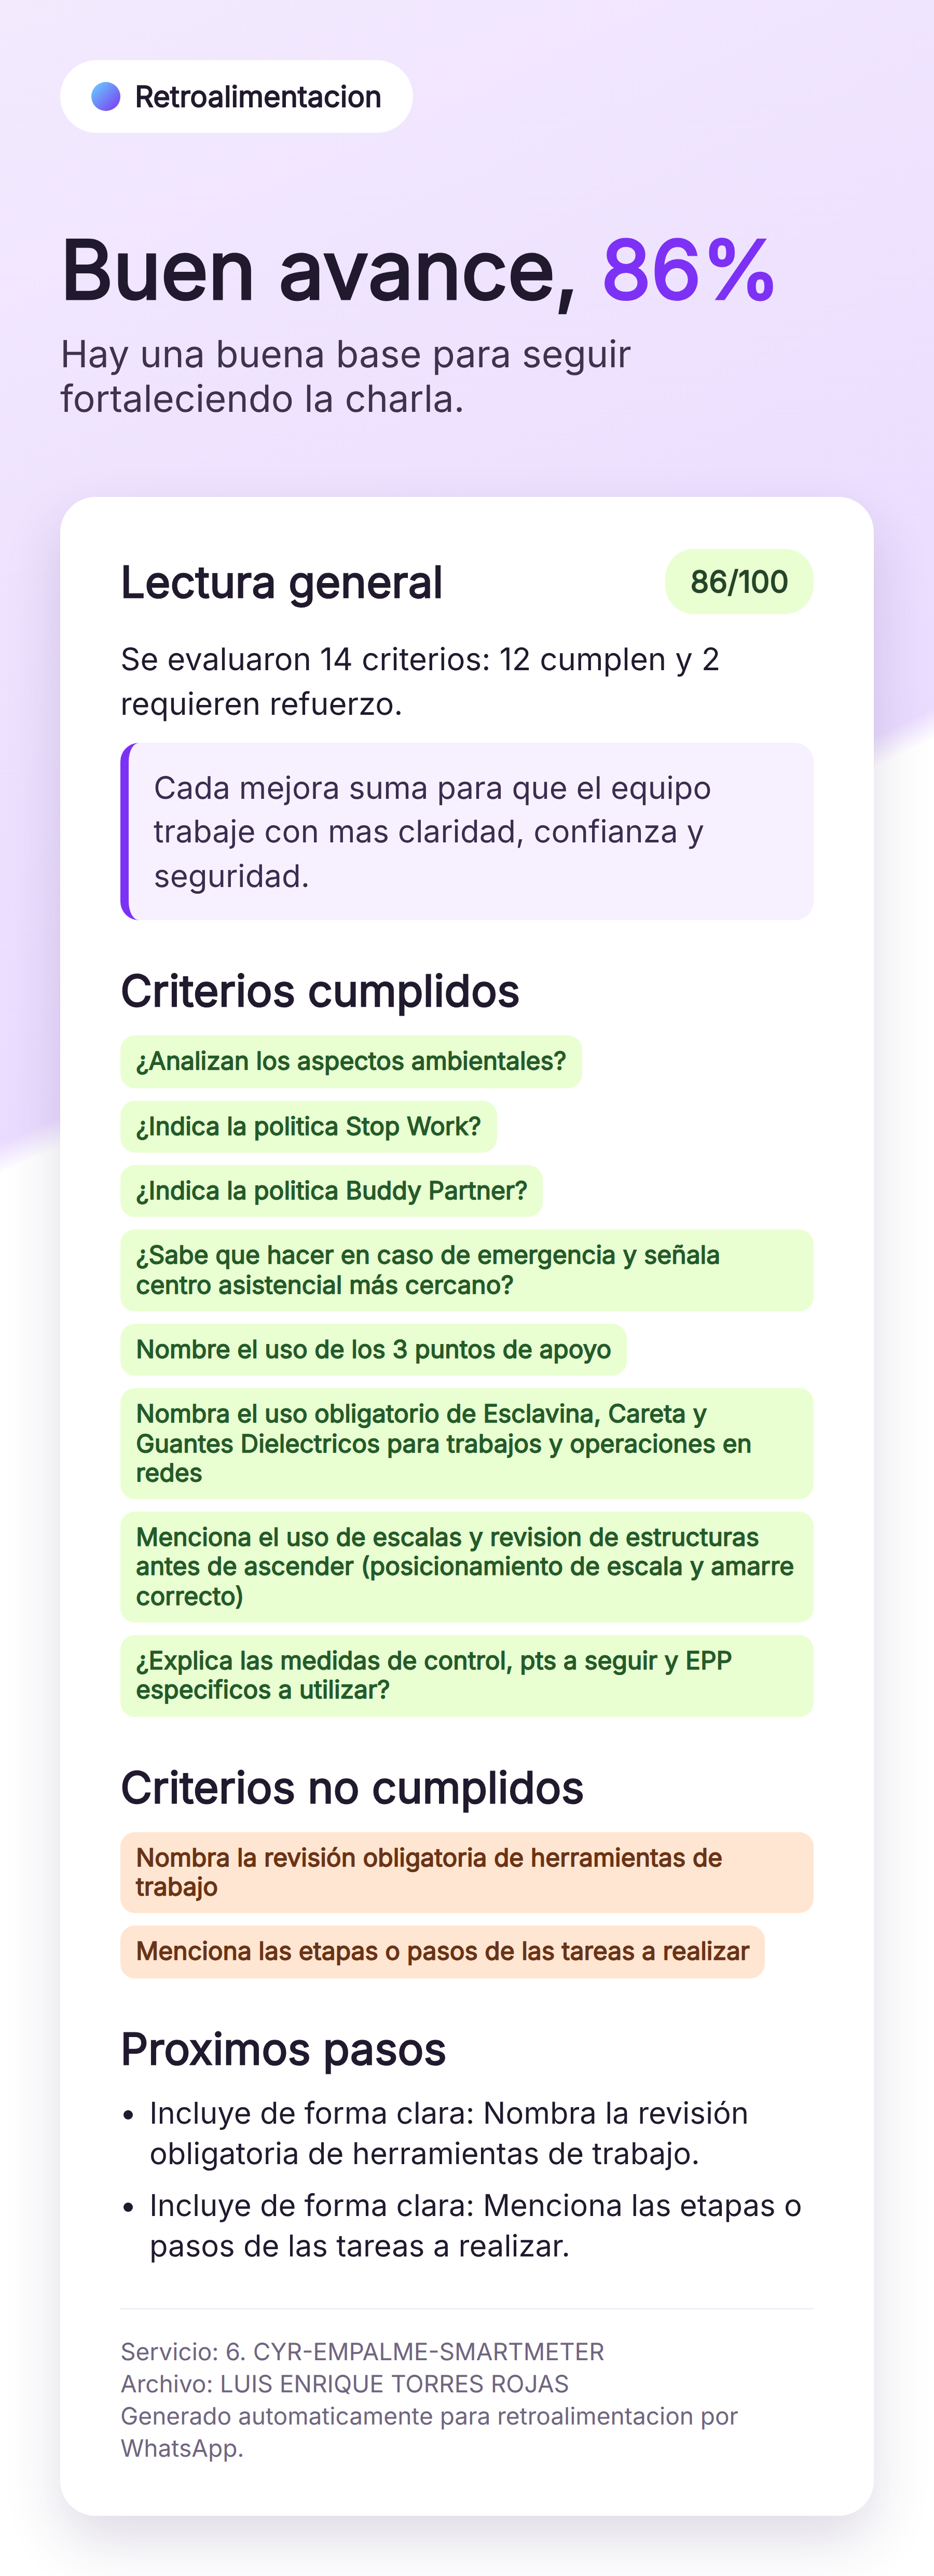 Retroalimentacion
Buen avance, 86%
Hay una buena base para seguir
fortaleciendo la charla.
Lectura general
86/100
Se evaluaron 14 criterios: 12 cumplen y 2
requieren refuerzo.
Cada mejora suma para que el equipo
trabaje con mas claridad, confianza y
seguridad.
Criterios cumplidos
¿Analizan los aspectos ambientales?
¿Indica la politica Stop Work?
¿Indica la politica Buddy Partner?
¿Sabe que hacer en caso de emergencia y señala
centro asistencial más cercano?
Nombre el uso de los 3 puntos de apoyo
Nombra el uso obligatorio de Esclavina, Careta y
Guantes Dielectricos para trabajos y operaciones en
redes
Menciona el uso de escalas y revision de estructuras
antes de ascender (posicionamiento de escala y amarre
correcto)
¿Explica las medidas de control, pts a seguir y EPP
especificos a utilizar?
Criterios no cumplidos
Nombra la revisión obligatoria de herramientas de
trabajo
Menciona las etapas o pasos de las tareas a realizar
Proximos pasos
• Incluye de forma clara: Nombra la revisión
obligatoria de herramientas de trabajo.
• Incluye de forma clara: Menciona las etapas o
pasos de las tareas a realizar.
Servicio: 6. CYR-EMPALME-SMARTMETER
Archivo: LUIS ENRIQUE TORRES ROJAS
Generado automaticamente para retroalimentacion por
WhatsApp.